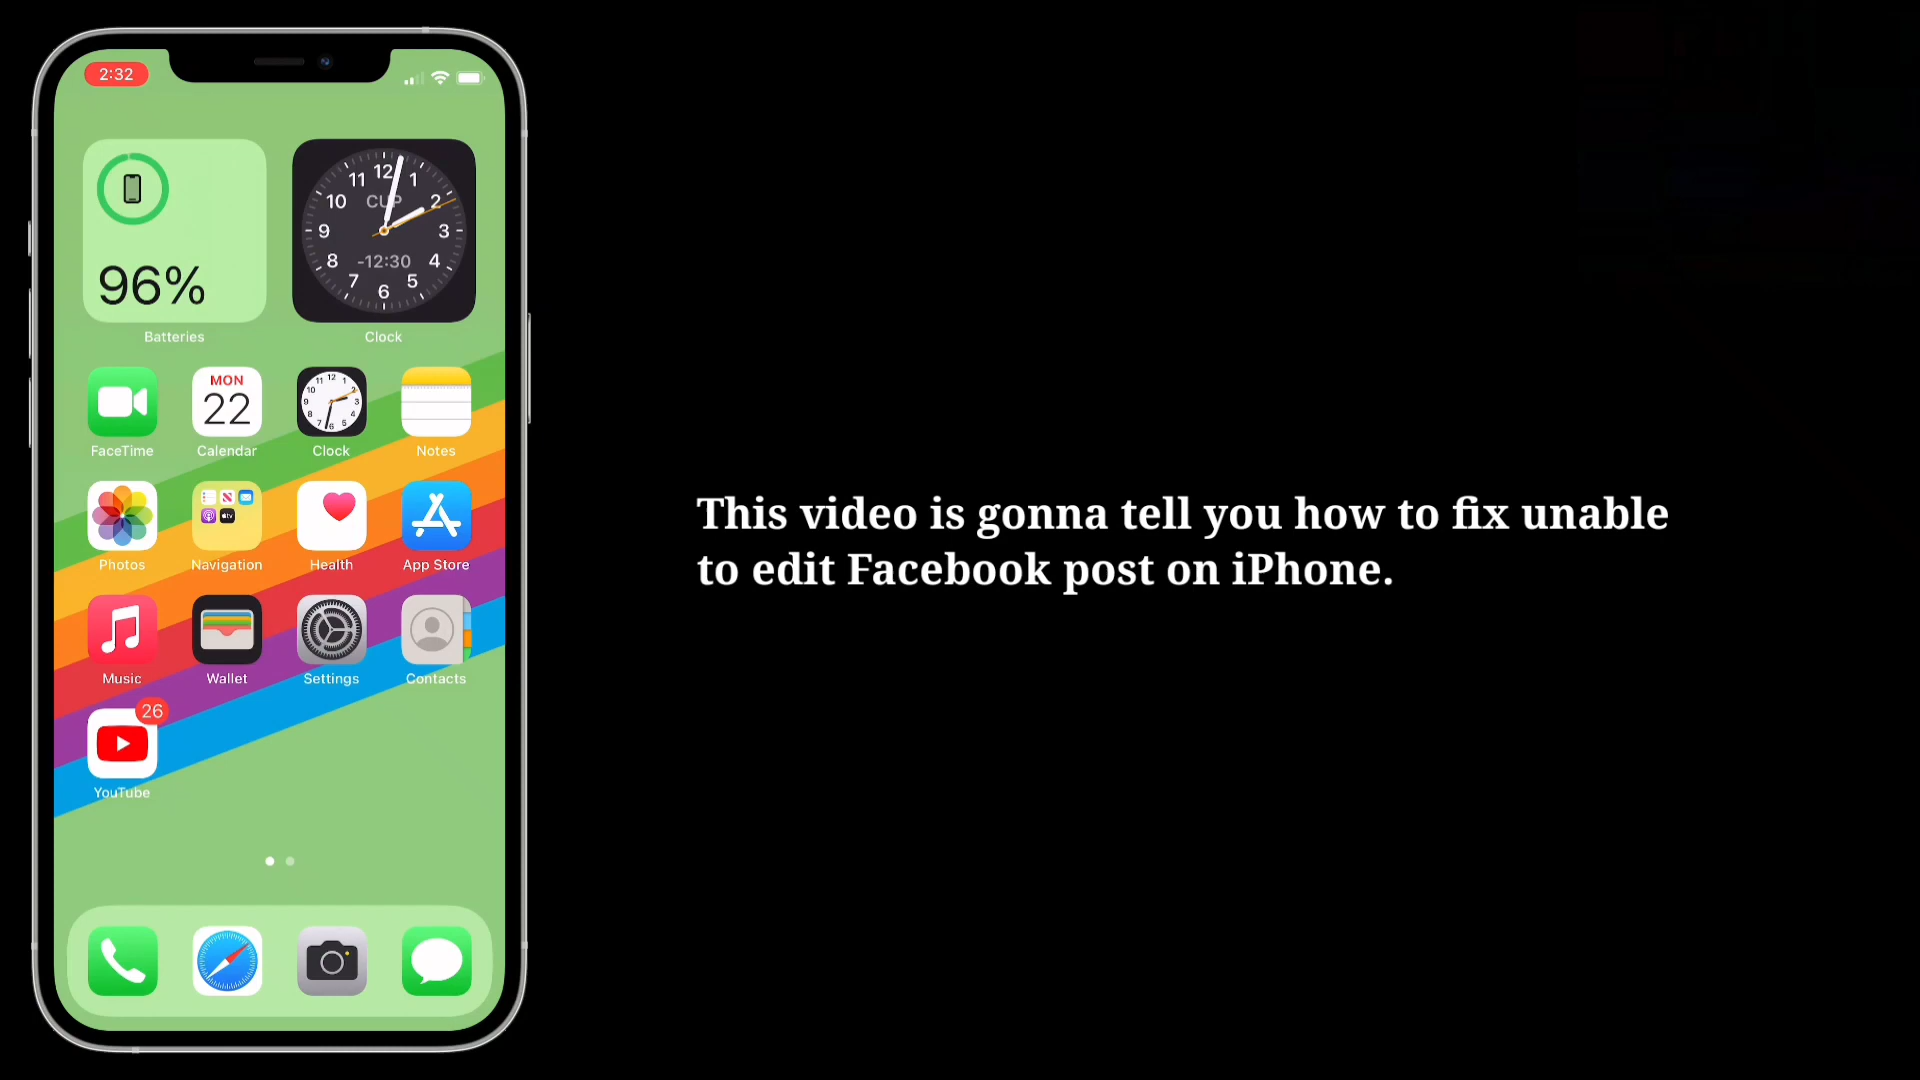 2:32
96%
Batteries
12
1
2
3
4
5
6
7
8
9
10
11
CUP
-12:30
Clock
FaceTime
MON
22
Calendar
Clock
Notes
Photos
Navigation
Health
App Store
Music
Wallet
Settings
Contacts
26
YouTube
This video is gonna tell you how to fix unable
to edit Facebook post on iPhone.